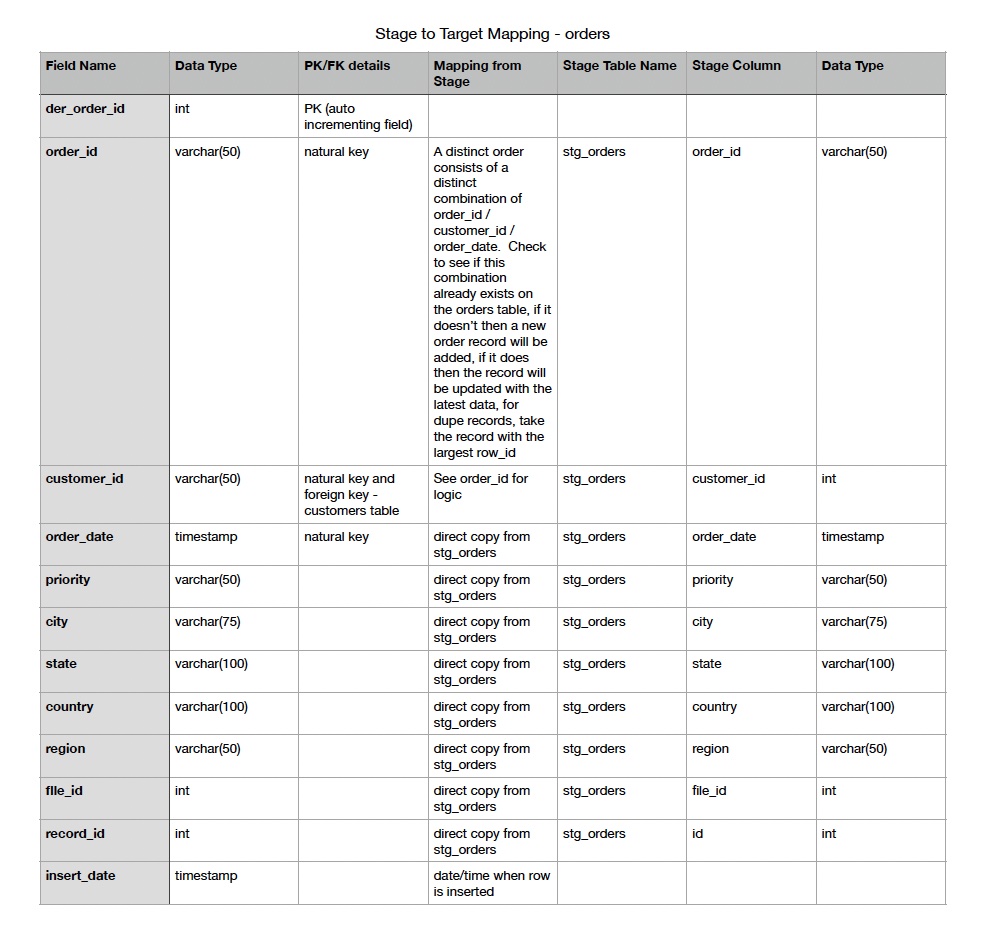 Stage to Target Mapping - orders
Field Name Data Type PK/FK details Mapping from Stage Table Name Stage Column Data Type
Stage
der_order_id int PK (auto
incrementing field)
order_id varchar(50) natural key A distinct order stg_orders order_id varchar(50)
consists of a
distinct
combination of
order_id /
customer_id /
order_date.  Check
to see if this
combination
already exists on
the orders table, if it
doesn't then a new
order record will be
added, if it does
then the record will
be updated with the
latest data, for
dupe records, take
the record with the
largest row_id
customer_id varchar(50) natural key and See order_id for stg_orders customer_id int
foreign key - logic
customers table
order_date timestamp natural key direct copy from stg_orders order_date timestamp
stg_orders
priority varchar(50) direct copy from stg_orders priority varchar(50)
stg_orders
city varchar(75) direct copy from stg_orders city varchar(75)
stg_orders
state varchar(100) direct copy from stg_orders state varchar(100)
stg_orders
country varchar(100) direct copy from stg_orders country varchar(100)
stg_orders
region varchar(50) direct copy from stg_orders region varchar(50)
stg_orders
file_id int direct copy from stg_orders file_id int
stg_orders
record_id int direct copy from stg_orders id int
stg_orders
insert_date timestamp date/time when row
is inserted